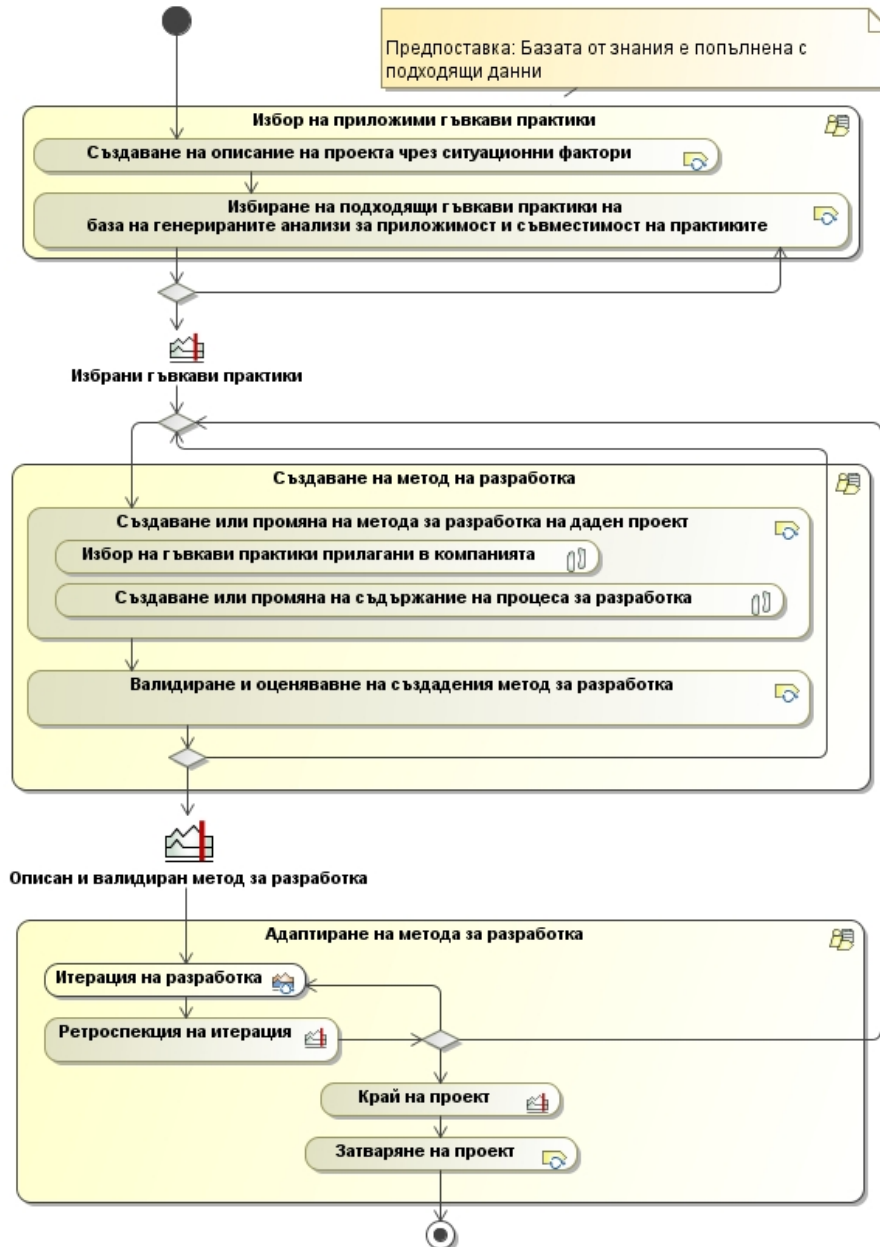 Предпоставка: Базата от знания е попълнена с
подходящи данни
Избор на приложими гъвкави практики
Създаване на описание на проекта чрез ситуационни фактори
Избиране на подходящи гъвкави практики на
база на генерираните анализи за приложимост и съвместимост на практиките
Избрани гъвкави практики
Създаване на метод на разработка
Създаване или промяна на метода за разработка на даден проект
Избор на гъвкави практики прилагани в компанията
Създаване или промяна на съдържание на процеса за разработка
Валидиране и оценявавне на създадения метод за разработка
Описан и валидиран метод за разработка
Адаптиране на метода за разработка
Итерация на разработка
Ретроспекция на итерация
Край на проект
Затваряне на проект